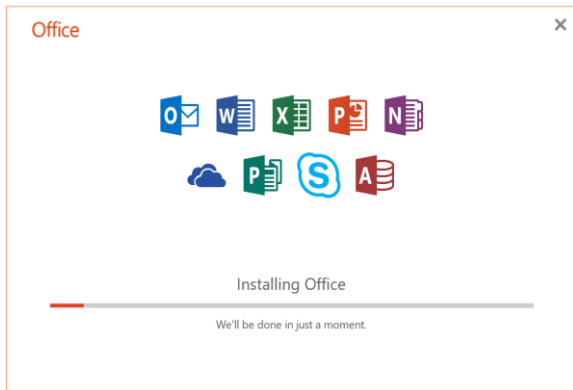 Office
O W X P N
P S A
Installing Office
We'll be done in just a moment.